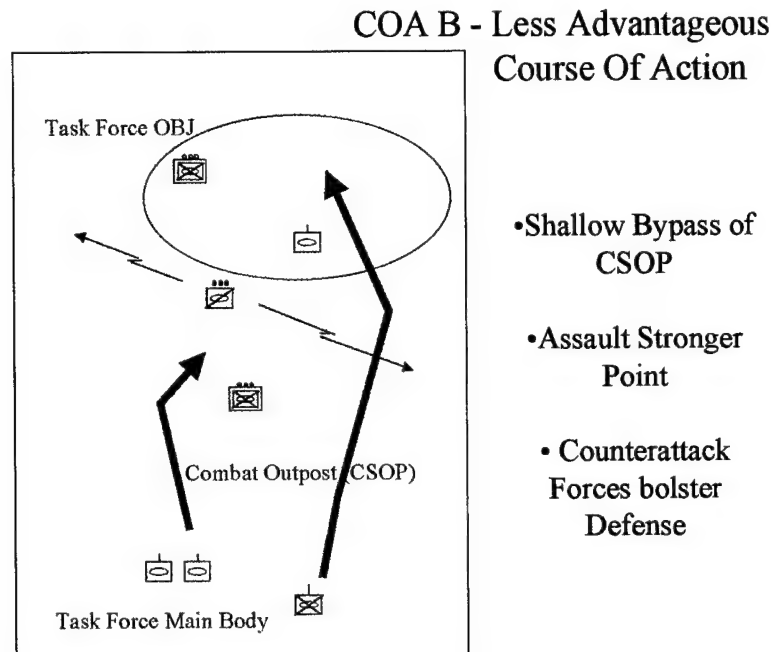 COA B - Less Advantageous
Course Of Action
Task Force OBJ
•Shallow Bypass of
CSOP
•Assault Stronger
Point
Combat Outpost (CSOP)
• Counterattack
Forces bolster
Defense
Task Force Main Body